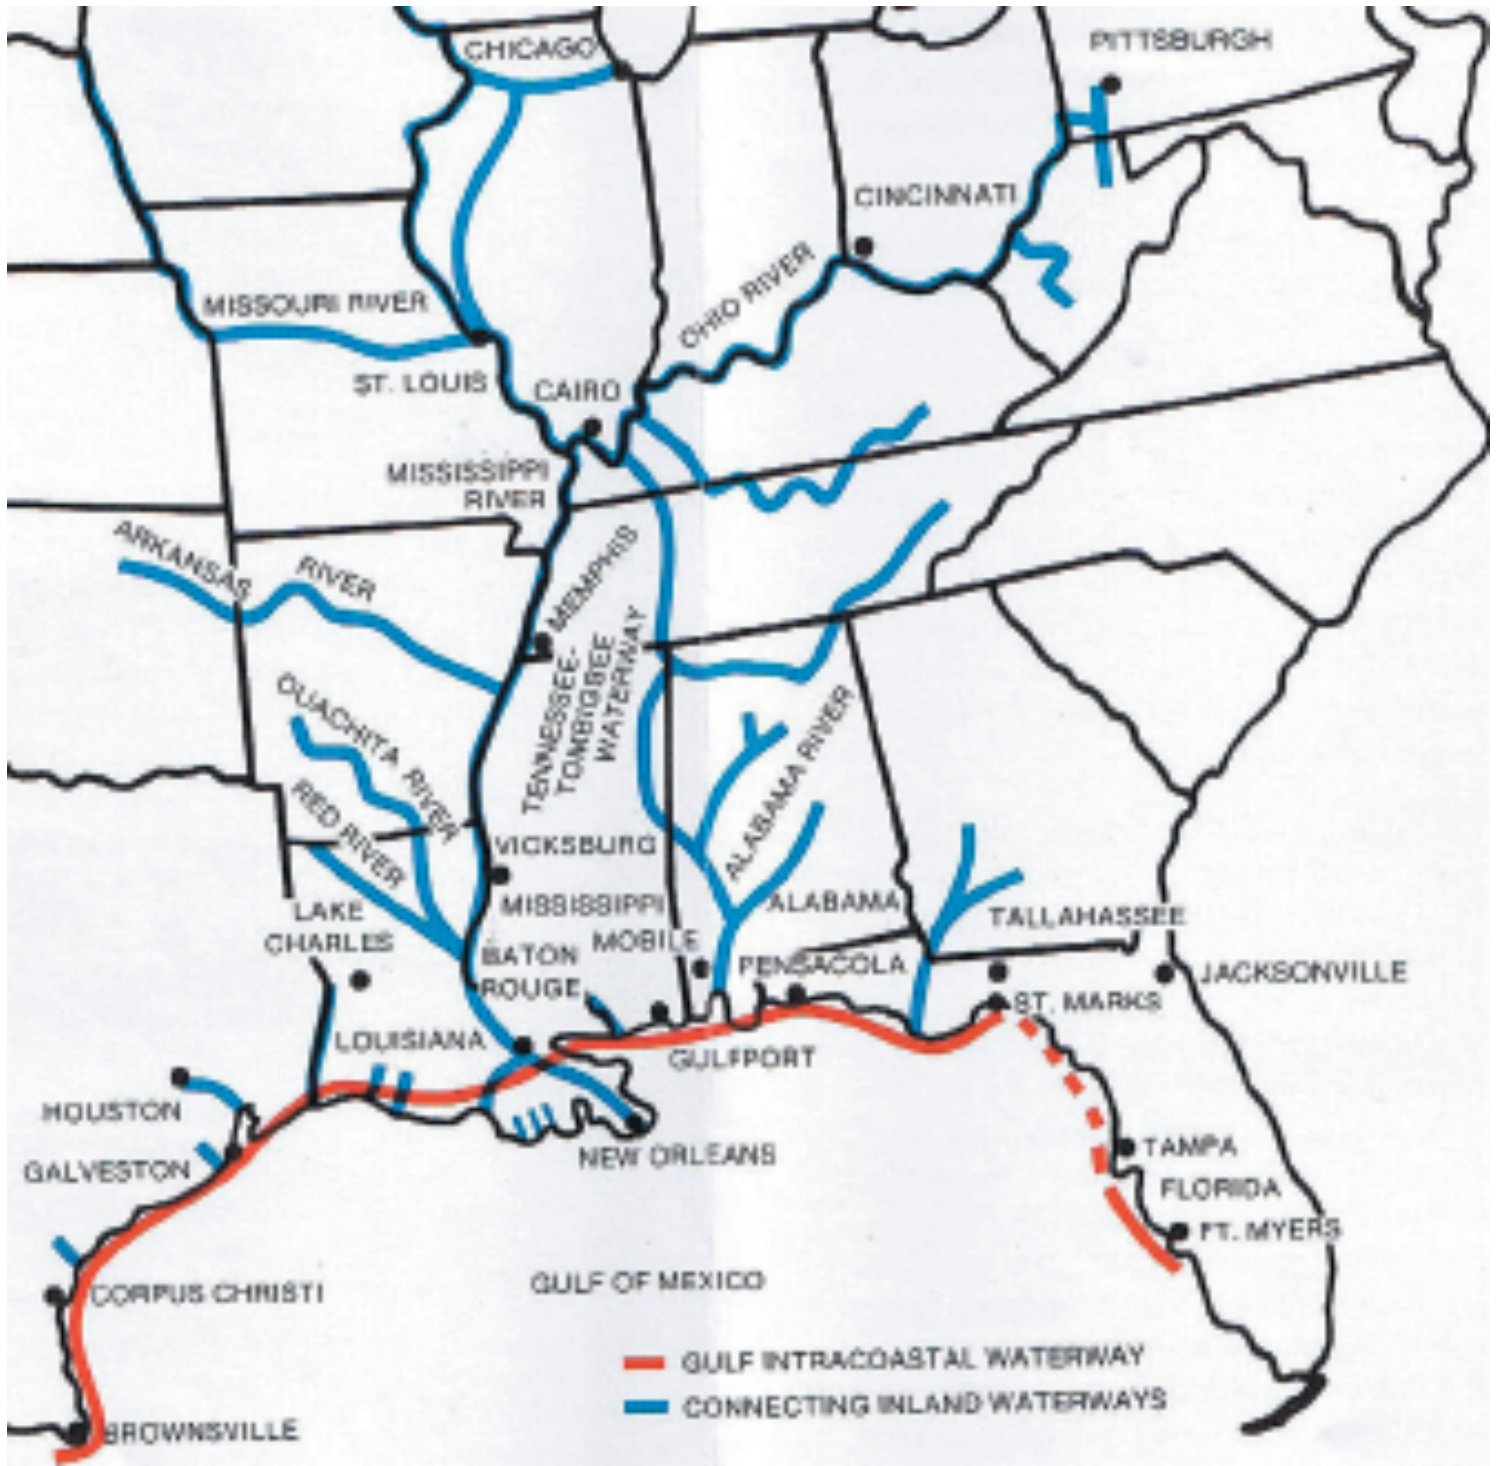 CHICAGO
PITTSBURGH
CINCINNATI
MISSOURI RIVER
OHIO RIVER
ST. LOUIS
CAIRO
MISSISSIPPI
RIVER
ARKANSAS RIVER
MEMPHIS
TENNESSEE-
TOMBIGBEE
WATERWAY
OUACHITA RIVER
RED RIVER
ALABAMA RIVER
VICKSBURG
MISSISSIPPI
ALABAMA
LAKE
CHARLES
BATON
ROUGE
MOBILE
PENSACOLA
TALLAHASSEE
JACKSONVILLE
ST. MARKS
LOUISIANA
GULFPORT
HOUSTON
GALVESTON
NEW ORLEANS
TAMPA
FLORIDA
FT. MYERS
CORPUS CHRISTI
GULF OF MEXICO
BROWNSVILLE
GULF INTRACOASTAL WATERWAY
CONNECTING INLAND WATERWAYS